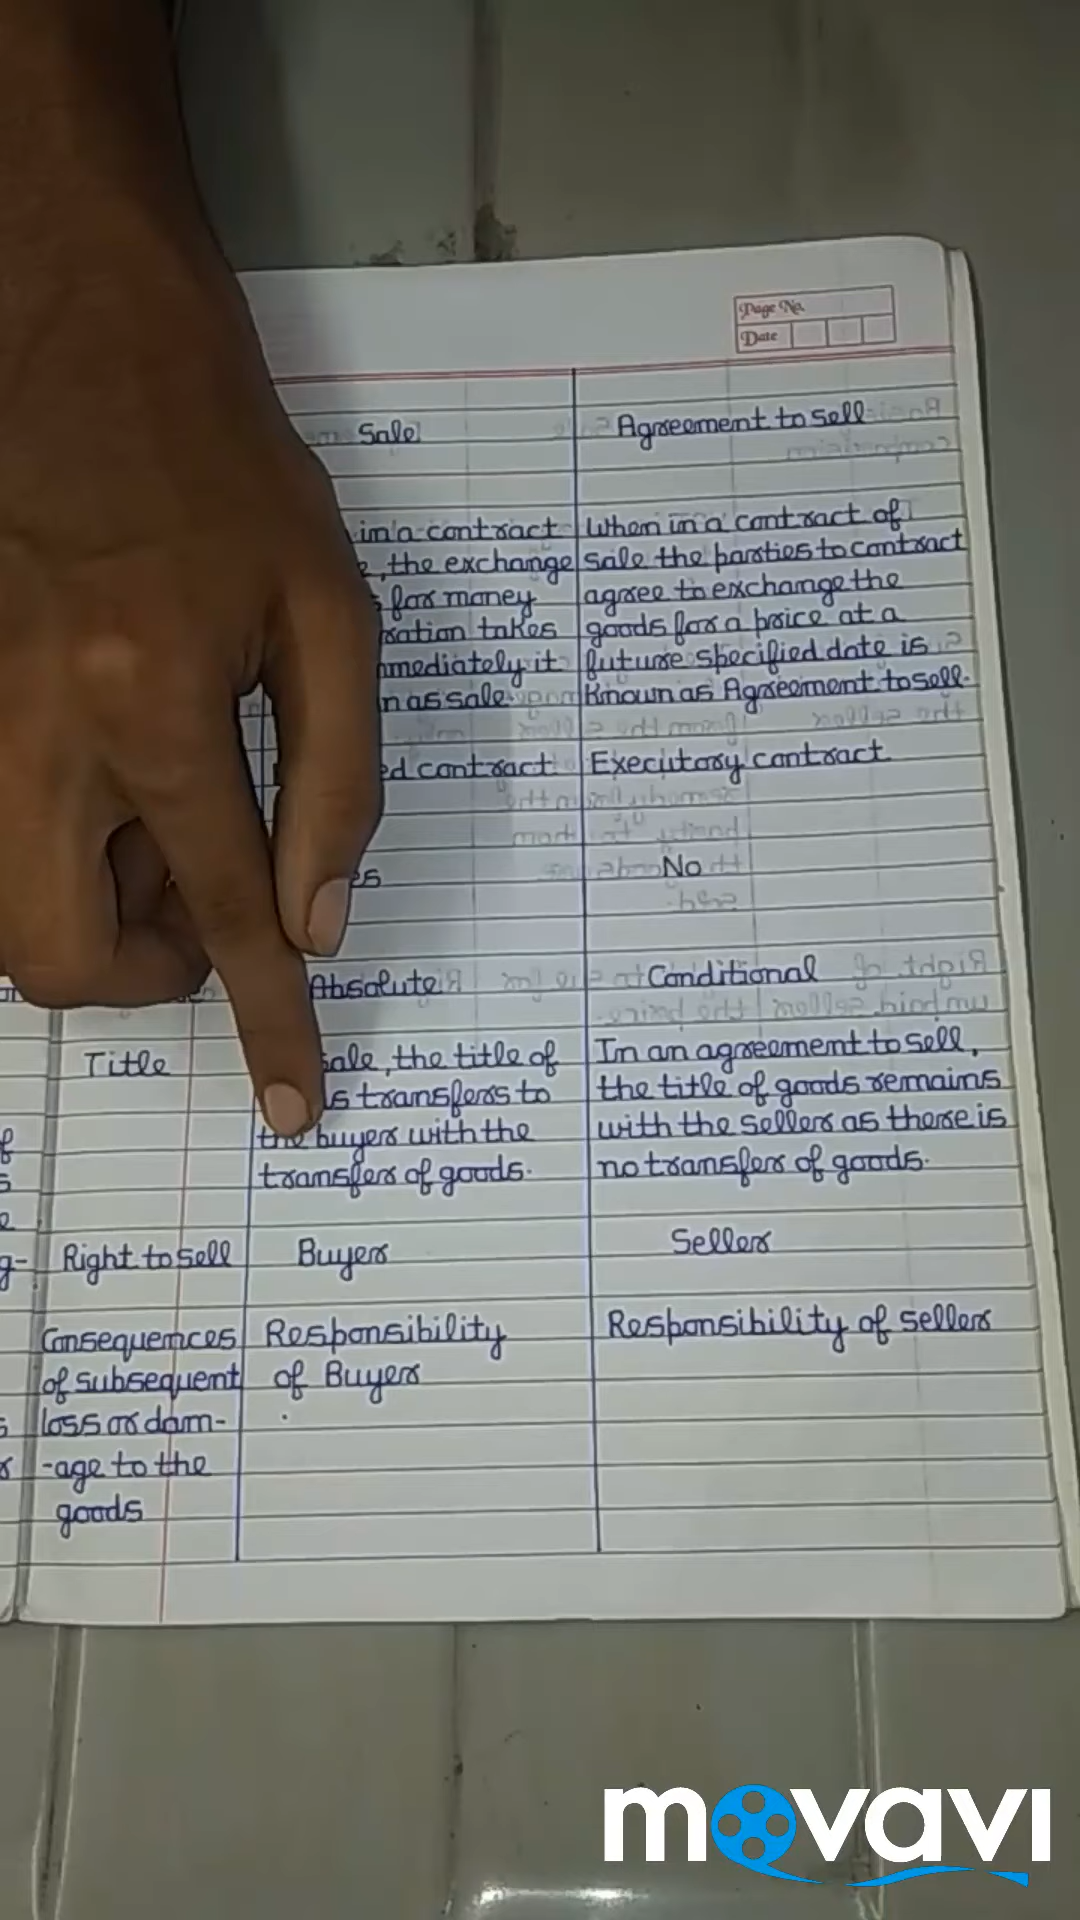 Page No.
Date
Sale
Agreement to sell
in a contract
the exchange
for money
takes
it
as sale.
When in a contract of
sale the parties to contract
agree to exchange the
goods for a price at a
future specified date is
Known as Agreement to sell.
contract
Executory contract
No
Absolute
Conditional
Title
sale, the title of
transfers to
the buyer with the
transfer of goods.
In an agreement to sell,
the title of goods remains
with the seller as there is
no transfer of goods.
Right to sell
Buyer
Seller
Consequences
of subsequent
loss or dam-
-age to the
goods
Responsibility
of Buyer
Responsibility of seller
movavi